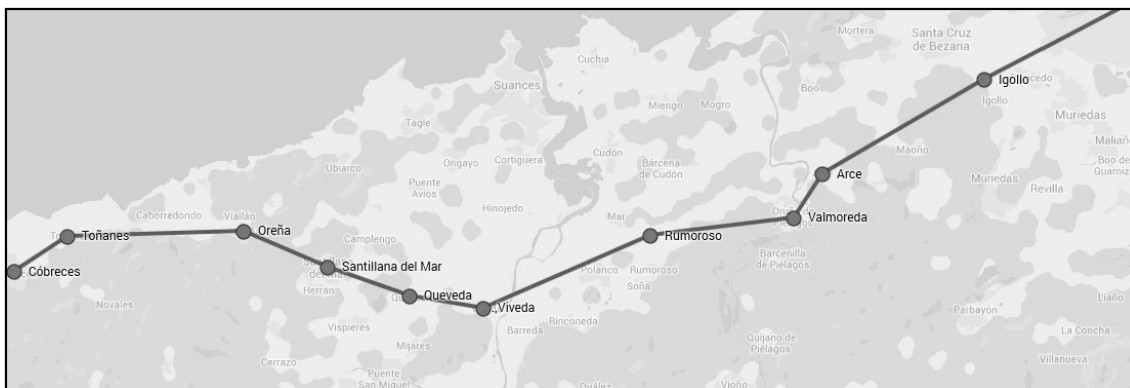 Mortera
Santa Cruz
de Bezana
Cuchia
Suances
Boo
Igollo
Igollo
Miengo
Mogro
Muriedas
Tagle
Maliaño
Maoño
Cudón
Ubiarco
Ongayo
Cortiguera
Bárcena
de Cudón
Boo de
Guarniz
Arce
Puente
Avíos
Muriedas
Revilla
Caborredondo
Viallán
Hinojedo
Mar
Valmoreda
Oreña
Toñanes
Rumoroso
Camplengo
Barcenilla
de Piélagos
Cóbreces
Santillana del Mar
Polanco
Rumoroso
Soña
Herrán
Queveda
Liaño
Novales
Viveda
Parbayón
Vispieres
Barreda
Rinconeda
La Concha
Mijares
Quijano de
Piélagos
Cerrazo
Villanueva
Puente
San Miguel
Vioño